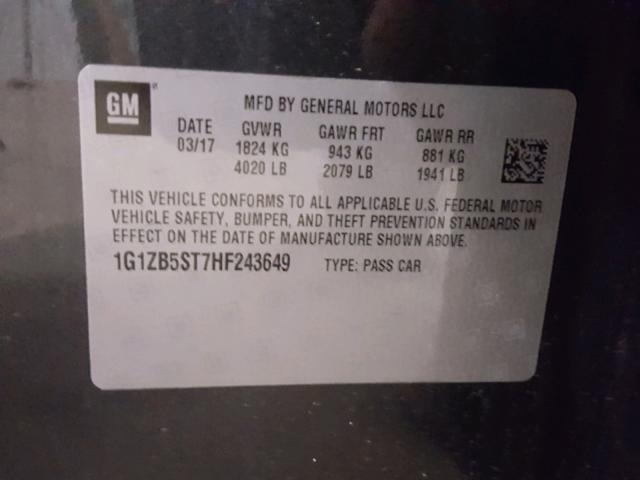 GM
MFD BY GENERAL MOTORS LLC
DATE GVWR GAWR FRT GAWR RR
03/17 1824 KG 943 KG 881 KG
4020 LB 2079 LB 1941 LB
THIS VEHICLE CONFORMS TO ALL APPLICABLE U.S. FEDERAL MOTOR
VEHICLE SAFETY, BUMPER, AND THEFT PREVENTION STANDARDS IN
EFFECT ON THE DATE OF MANUFACTURE SHOWN ABOVE.
1G1ZB5ST7HF243649 TYPE: PASS CAR